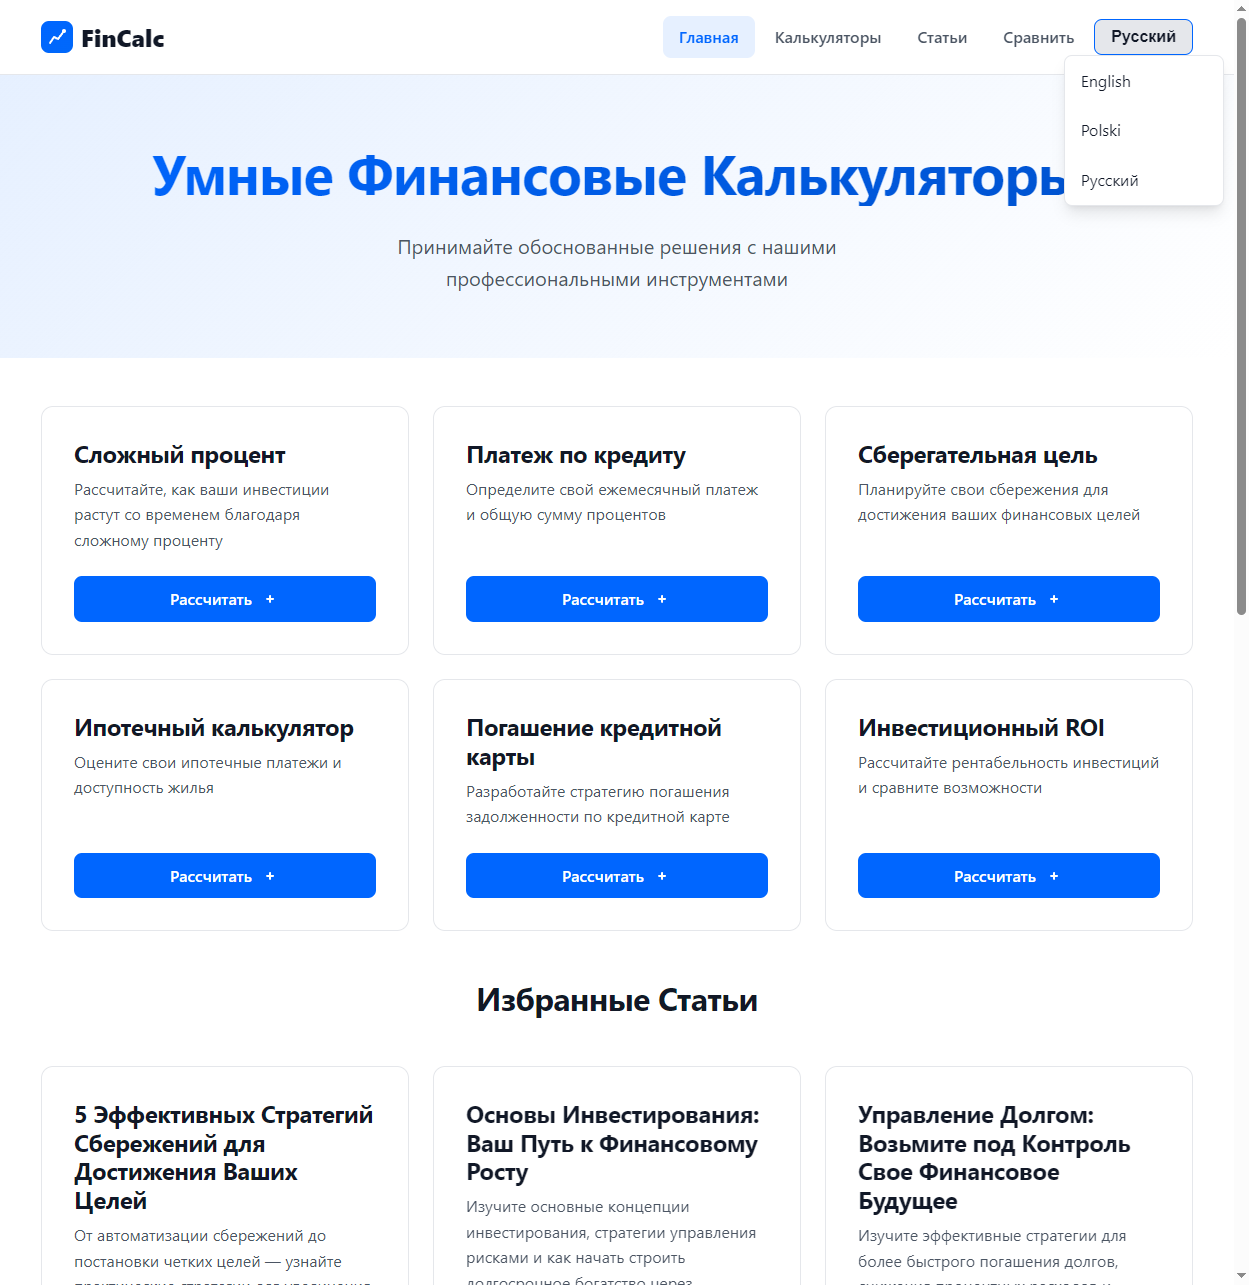 FinCalc
Главная
Калькуляторы
Статьи
Сравнить
Русский
English
Polski
Русский
Умные Финансовые Калькуляторы
Принимайте обоснованные решения с нашими
профессиональными инструментами
Сложный процент
Рассчитайте, как ваши инвестиции
растут со временем благодаря
сложному проценту
Рассчитать +
Платеж по кредиту
Определите свой ежемесячный платеж
и общую сумму процентов
Рассчитать +
Сберегательная цель
Планируйте свои сбережения для
достижения ваших финансовых целей
Рассчитать +
Ипотечный калькулятор
Оцените свои ипотечные платежи и
доступность жилья
Рассчитать +
Погашение кредитной
карты
Разработайте стратегию погашения
задолженности по кредитной карте
Рассчитать +
Инвестиционный ROI
Рассчитайте рентабельность инвестиций
и сравните возможности
Рассчитать +
Избранные Статьи
5 Эффективных Стратегий
Сбережений для
Достижения Ваших
Целей
От автоматизации сбережений до
постановки четких целей — узнайте
Основы Инвестирования:
Ваш Путь к Финансовому
Росту
Изучите основные концепции
инвестирования, стратегии управления
рисками и как начать строить
долгосрочное богатство через
Управление Долгом:
Возьмите под Контроль
Свое Финансовое
Будущее
Изучите эффективные стратегии для
более быстрого погашения долгов,